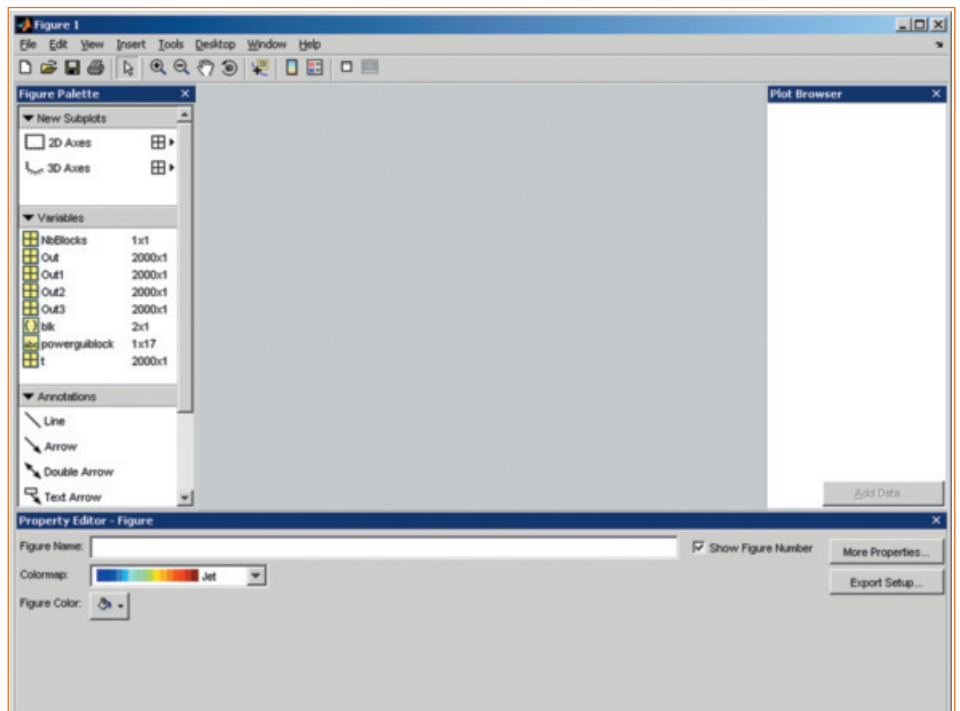 Figure 1
File Edit View Insert Tools Desktop Window Help
Figure Palette
New Subplots
2D Axes
3D Axes
Variables
NbBlocks 1x1
Out 2000x1
Out1 2000x1
Out2 2000x1
Out3 2000x1
blk 2x1
abc powerguiblock 1x17
t 2000x1
Annotations
Line
Arrow
Double Arrow
Text Arrow
Plot Browser
Add Data...
Property Editor - Figure
Figure Name:
Show Figure Number
More Properties...
Colormap: Jet
Export Setup...
Figure Color: